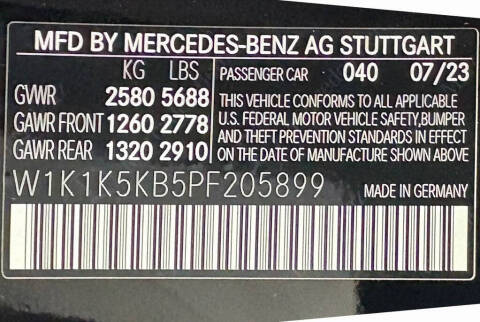 MFD BY MERCEDES-BENZ AG STUTTGART
KG LBS PASSENGER CAR 040 07/23
GVWR 2580 5688 THIS VEHICLE CONFORMS TO ALL APPLICABLE
GAWR FRONT 1260 2778 U.S. FEDERAL MOTOR VEHICLE SAFETY, BUMPER
AND THEFT PREVENTION STANDARDS IN EFFECT
GAWR REAR 1320 2910 ON THE DATE OF MANUFACTURE SHOWN ABOVE
W1K1K5KB5PF205899 MADE IN GERMANY